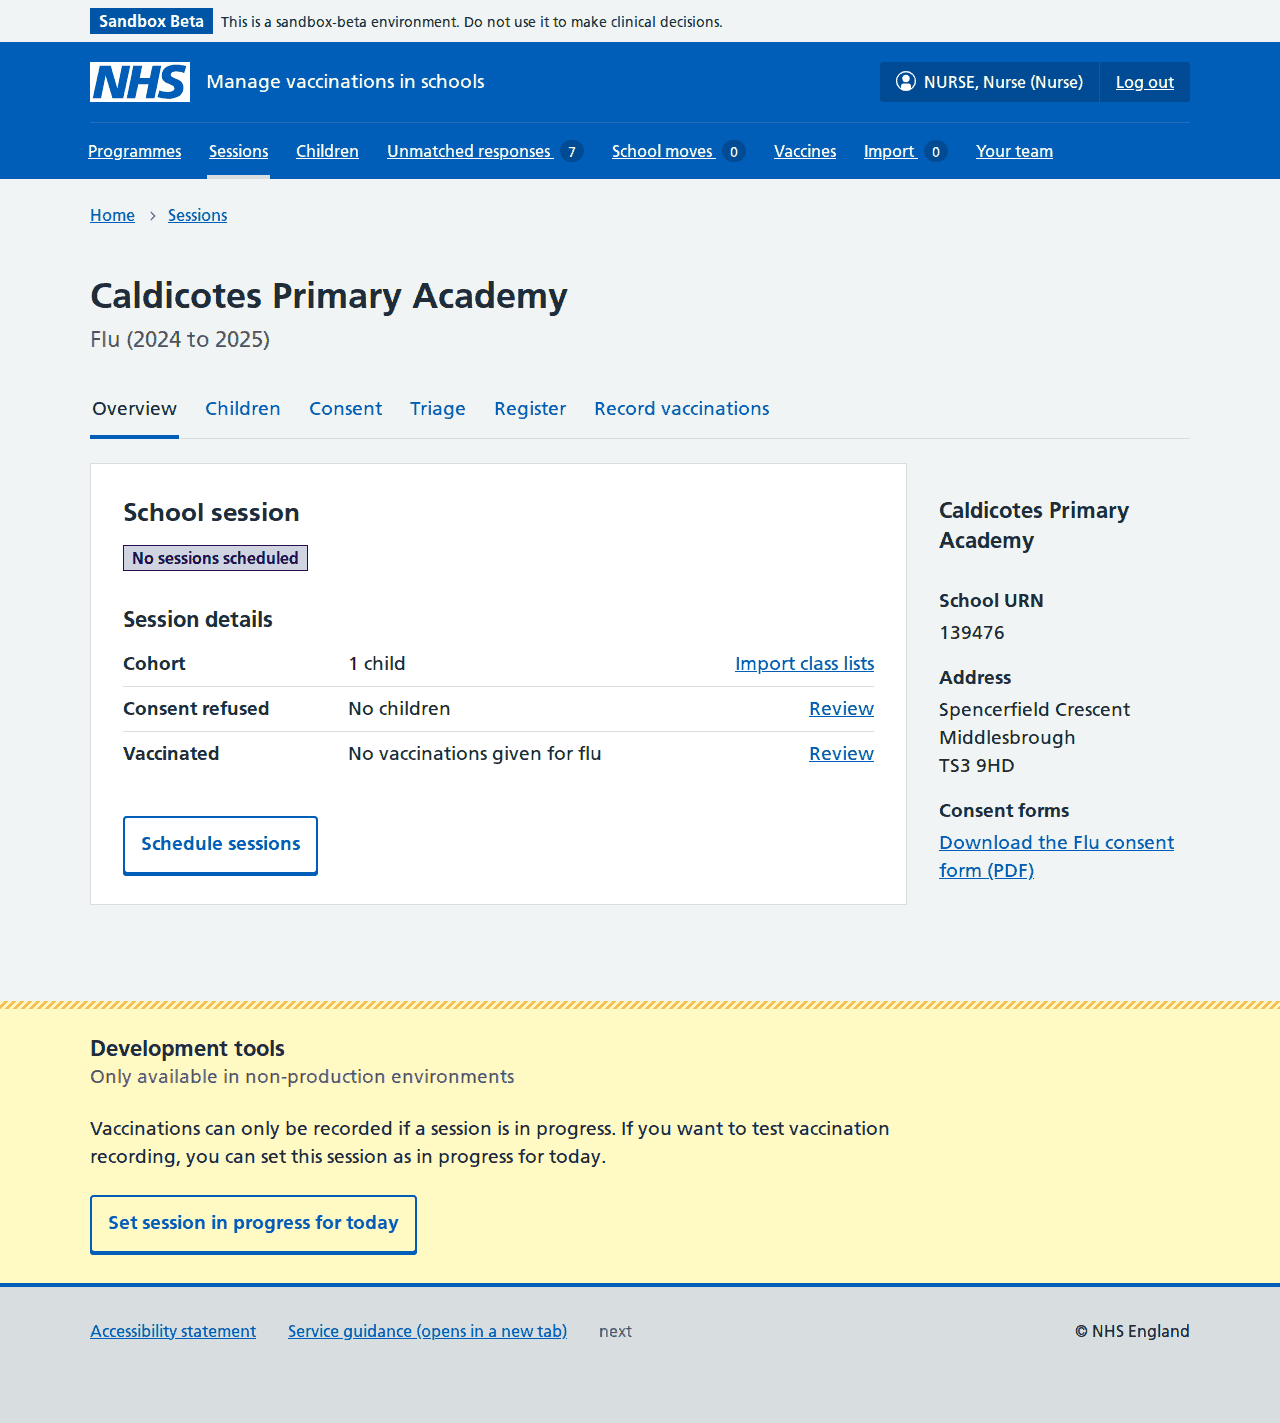 Sandbox Beta This is a sandbox-beta environment. Do not use it to make clinical decisions.
NHS Manage vaccinations in schools NURSE, Nurse (Nurse) Log out
Programmes Sessions Children Unmatched responses 7 School moves 0 Vaccines Import 0 Your team
Home Sessions
Caldicotes Primary Academy
Flu (2024 to 2025)
Overview Children Consent Triage Register Record vaccinations
School session
No sessions scheduled
Session details
Cohort 1 child Import class lists
Consent refused No children Review
Vaccinated No vaccinations given for flu Review
Schedule sessions
Caldicotes Primary
Academy
School URN
139476
Address
Spencerfield Crescent
Middlesbrough
TS3 9HD
Consent forms
Download the Flu consent
form (PDF)
Development tools
Only available in non-production environments
Vaccinations can only be recorded if a session is in progress. If you want to test vaccination
recording, you can set this session as in progress for today.
Set session in progress for today
Accessibility statement Service guidance (opens in a new tab) next © NHS England